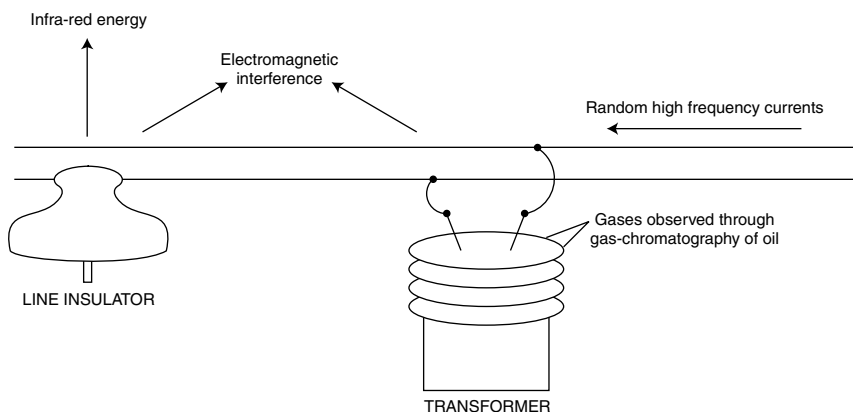 Infra-red energy
Electromagnetic
interference
Random high frequency currents
Gases observed through
gas-chromatography of oil
LINE INSULATOR
TRANSFORMER